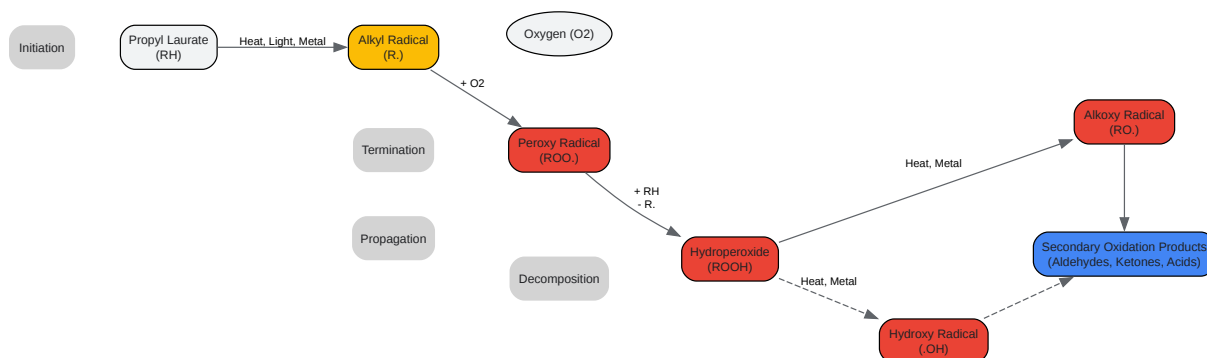 Initiation
Propyl Laurate
(RH)
Heat, Light, Metal
Alkyl Radical
(R.)
Oxygen (O2)
+ O2
Termination
Peroxy Radical
(ROO.)
Alkoxy Radical
(RO.)
Heat, Metal
+ RH
- R.
Propagation
Hydroperoxide
(ROOH)
Secondary Oxidation Products
(Aldehydes, Ketones, Acids)
Decomposition
Heat, Metal
Hydroxy Radical
(.OH)